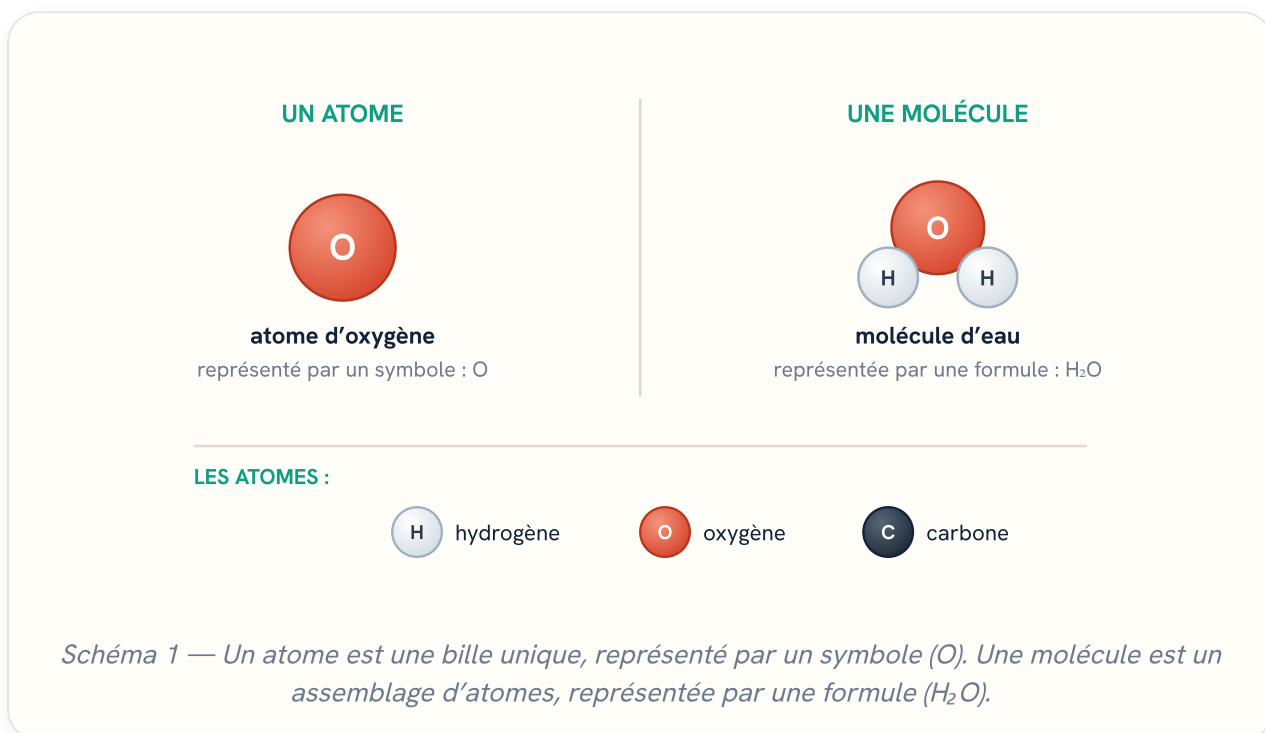 UN ATOME
UNE MOLÉCULE
O
O
H
H
atome d’oxygène
molécule d’eau
représenté par un symbole : O
représentée par une formule : H₂O
LES ATOMES :
H hydrogène
O oxygène
C carbone
Schéma 1 — Un atome est une bille unique, représenté par un symbole (O). Une molécule est un
assemblage d’atomes, représentée par une formule (H₂O).